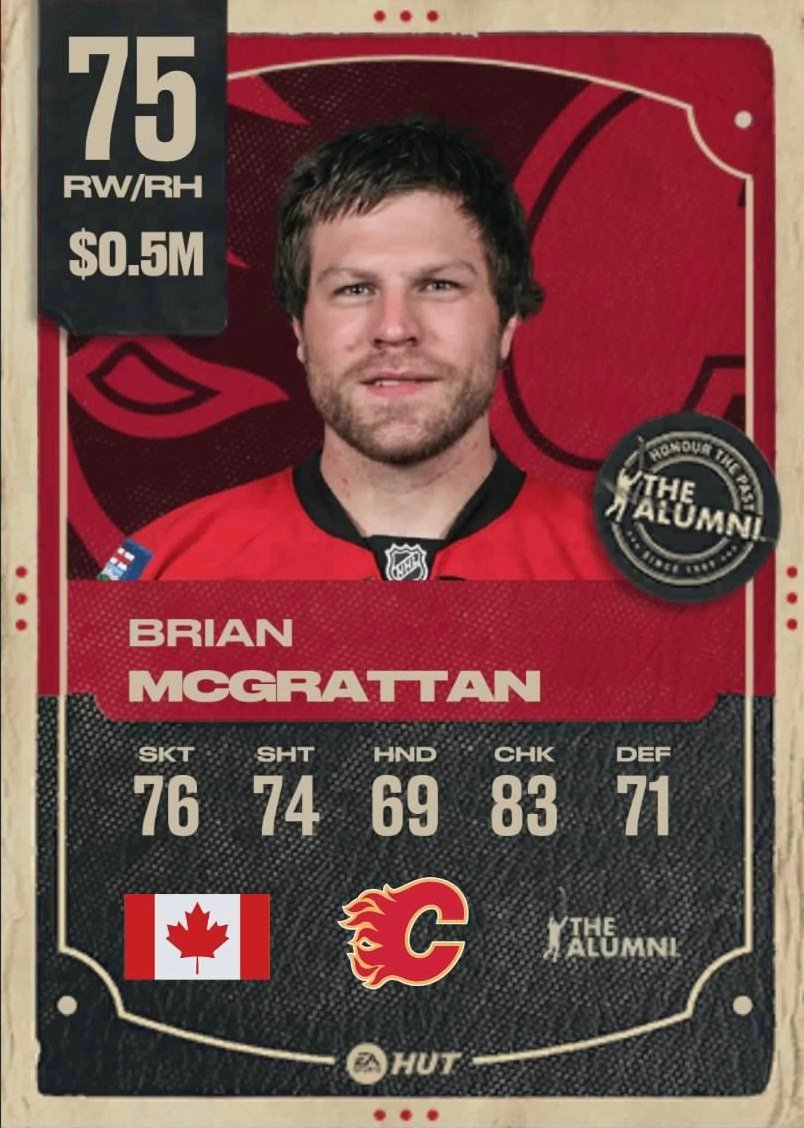 75
RW/RH
$0.5M
NHL
HONOUR THE PAST
THE
ALUMNI
BRIAN
MCGRATTAN
SKT SHT HND CHK DEF
76 74 69 83 71
C
THE
ALUMNI
EA
HUT